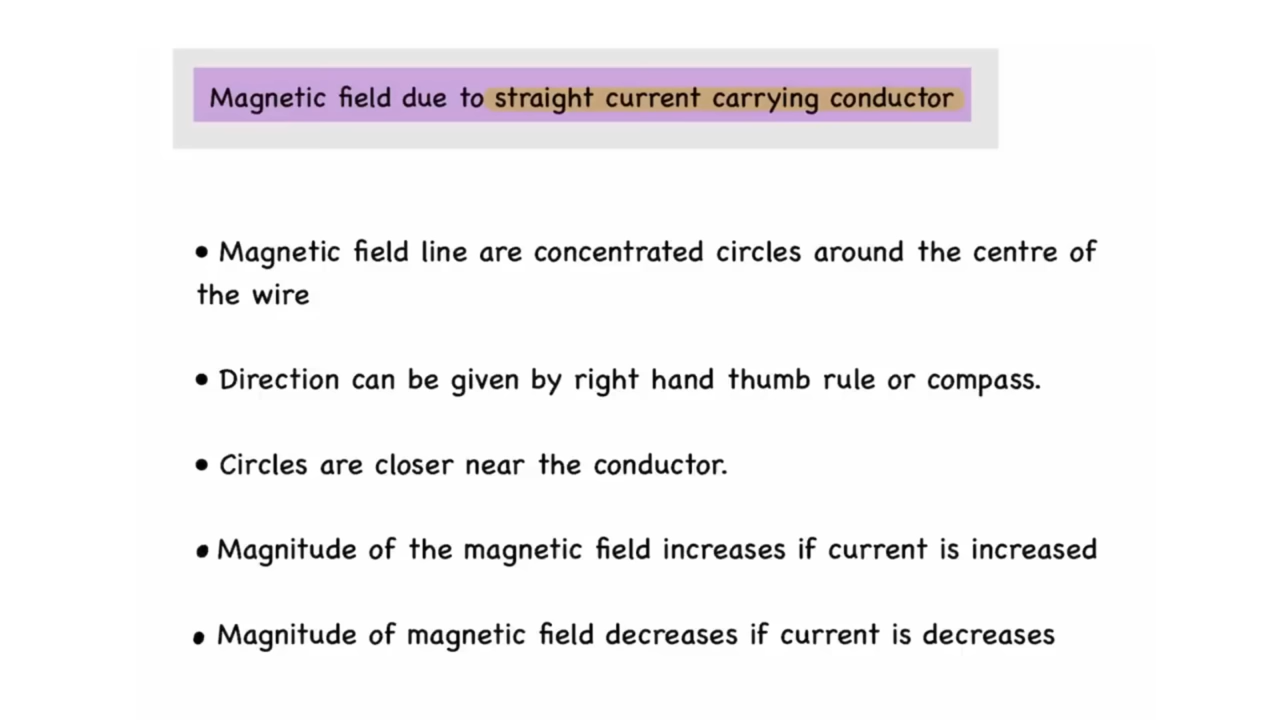 Magnetic field due to straight current carrying conductor
• Magnetic field line are concentrated circles around the centre of
the wire
• Direction can be given by right hand thumb rule or compass.
• Circles are closer near the conductor.
• Magnitude of the magnetic field increases if current is increased
• Magnitude of magnetic field decreases if current is decreases